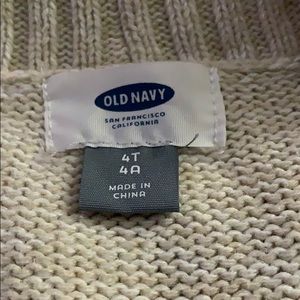 OLD NAVY
SAN FRANCISCO
CALIFORNIA
4T
4A
MADE IN
CHINA